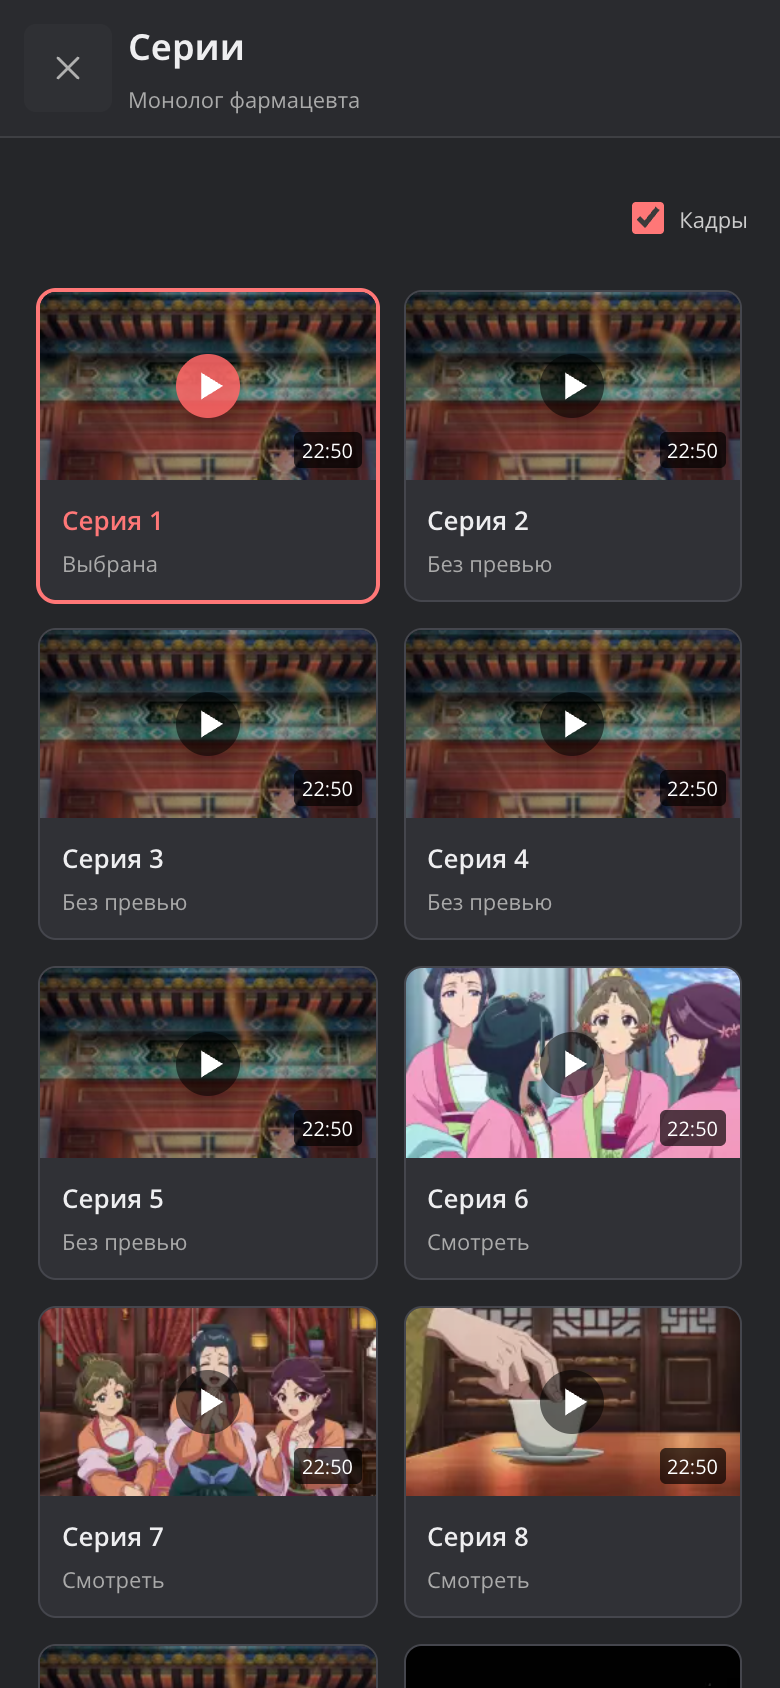 Серии
Монолог фармацевта
Кадры
22:50
22:50
Серия 1
Серия 2
Выбрана
Без превью
22:50
22:50
Серия 3
Серия 4
Без превью
Без превью
22:50
22:50
Серия 5
Серия 6
Без превью
Смотреть
22:50
22:50
Серия 7
Серия 8
Смотреть
Смотреть